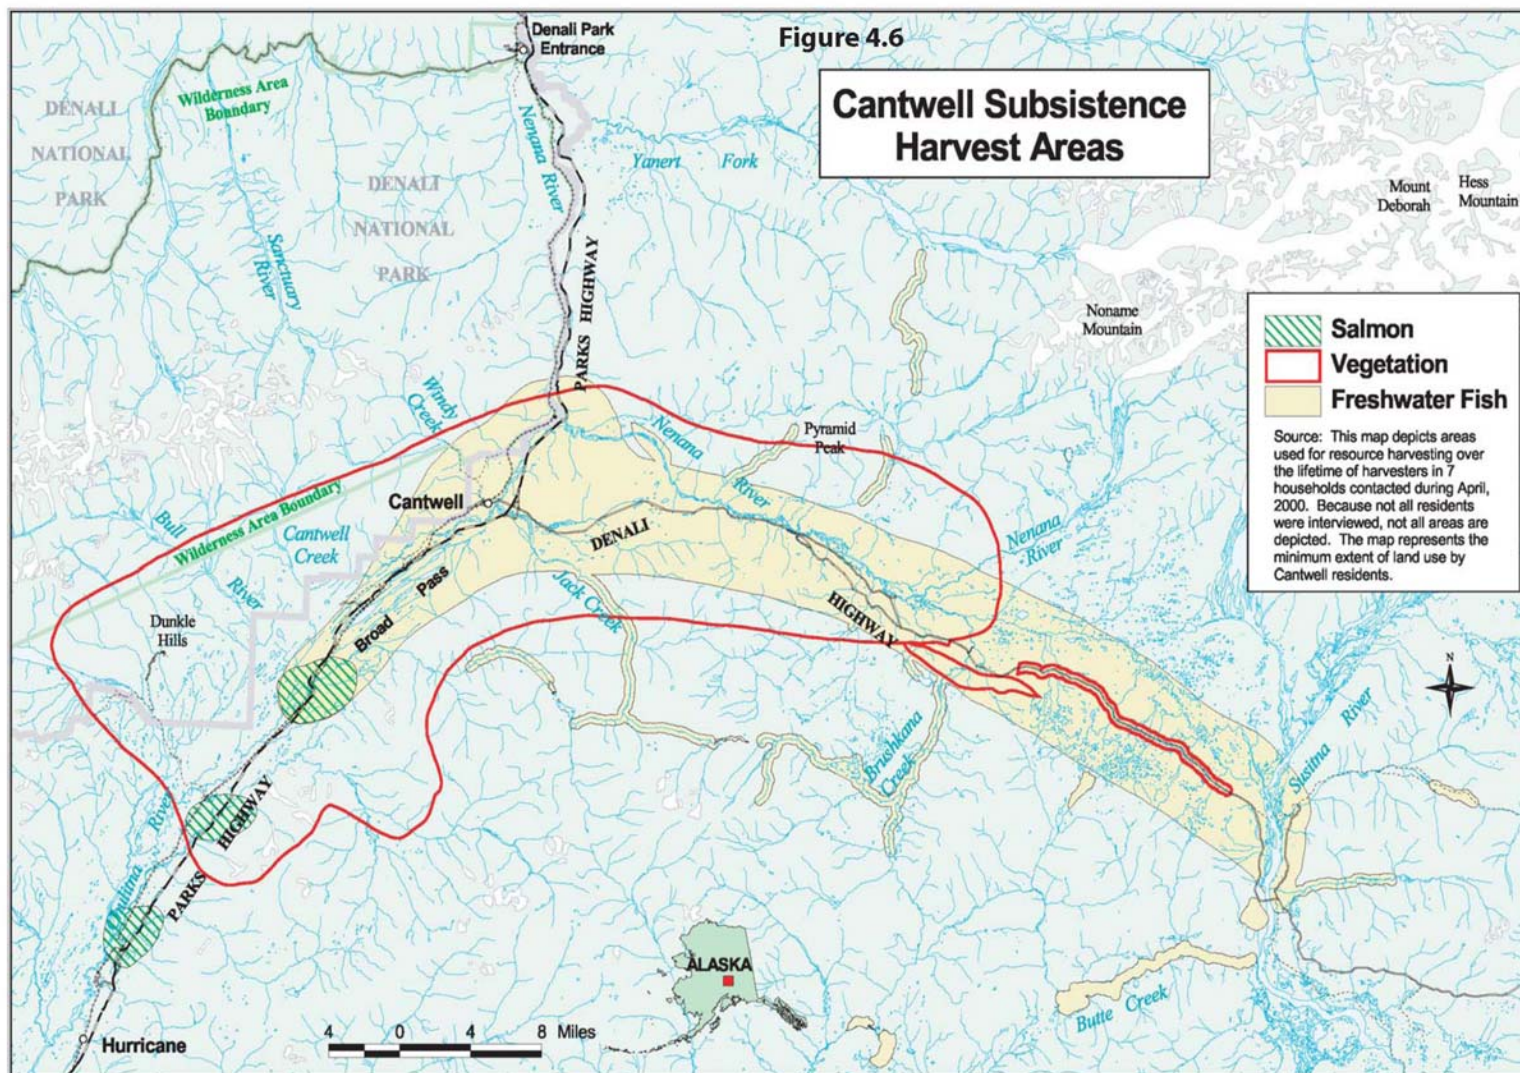 Figure 4.6
Cantwell Subsistence
Harvest Areas
Denali Park
Entrance
Wilderness Area
Boundary
DENALI
NATIONAL
PARK
DENALI
NATIONAL
PARK
Nenana River
Yanert Fork
Sanctuary
River
PARKS HIGHWAY
Mount
Deborah
Hess
Mountain
Noname
Mountain
Salmon
Vegetation
Freshwater Fish
Source: This map depicts areas
used for resource harvesting over
the lifetime of harvesters in 7
households contacted during April,
2000. Because not all residents
were interviewed, not all areas are
depicted. The map represents the
minimum extent of land use by
Cantwell residents.
Windy
Creek
Nenana
River
Pyramid
Peak
Cantwell
Wilderness Area Boundary
Bull
River
Cantwell
Creek
DENALI
HIGHWAY
Nenana
River
Broad Pass
Jack Creek
Dunkle
Hills
Brushkana
Creek
Susitna River
N
River
PARKS HIGHWAY
ALASKA
Butte Creek
4 0 4 8 Miles
Hurricane